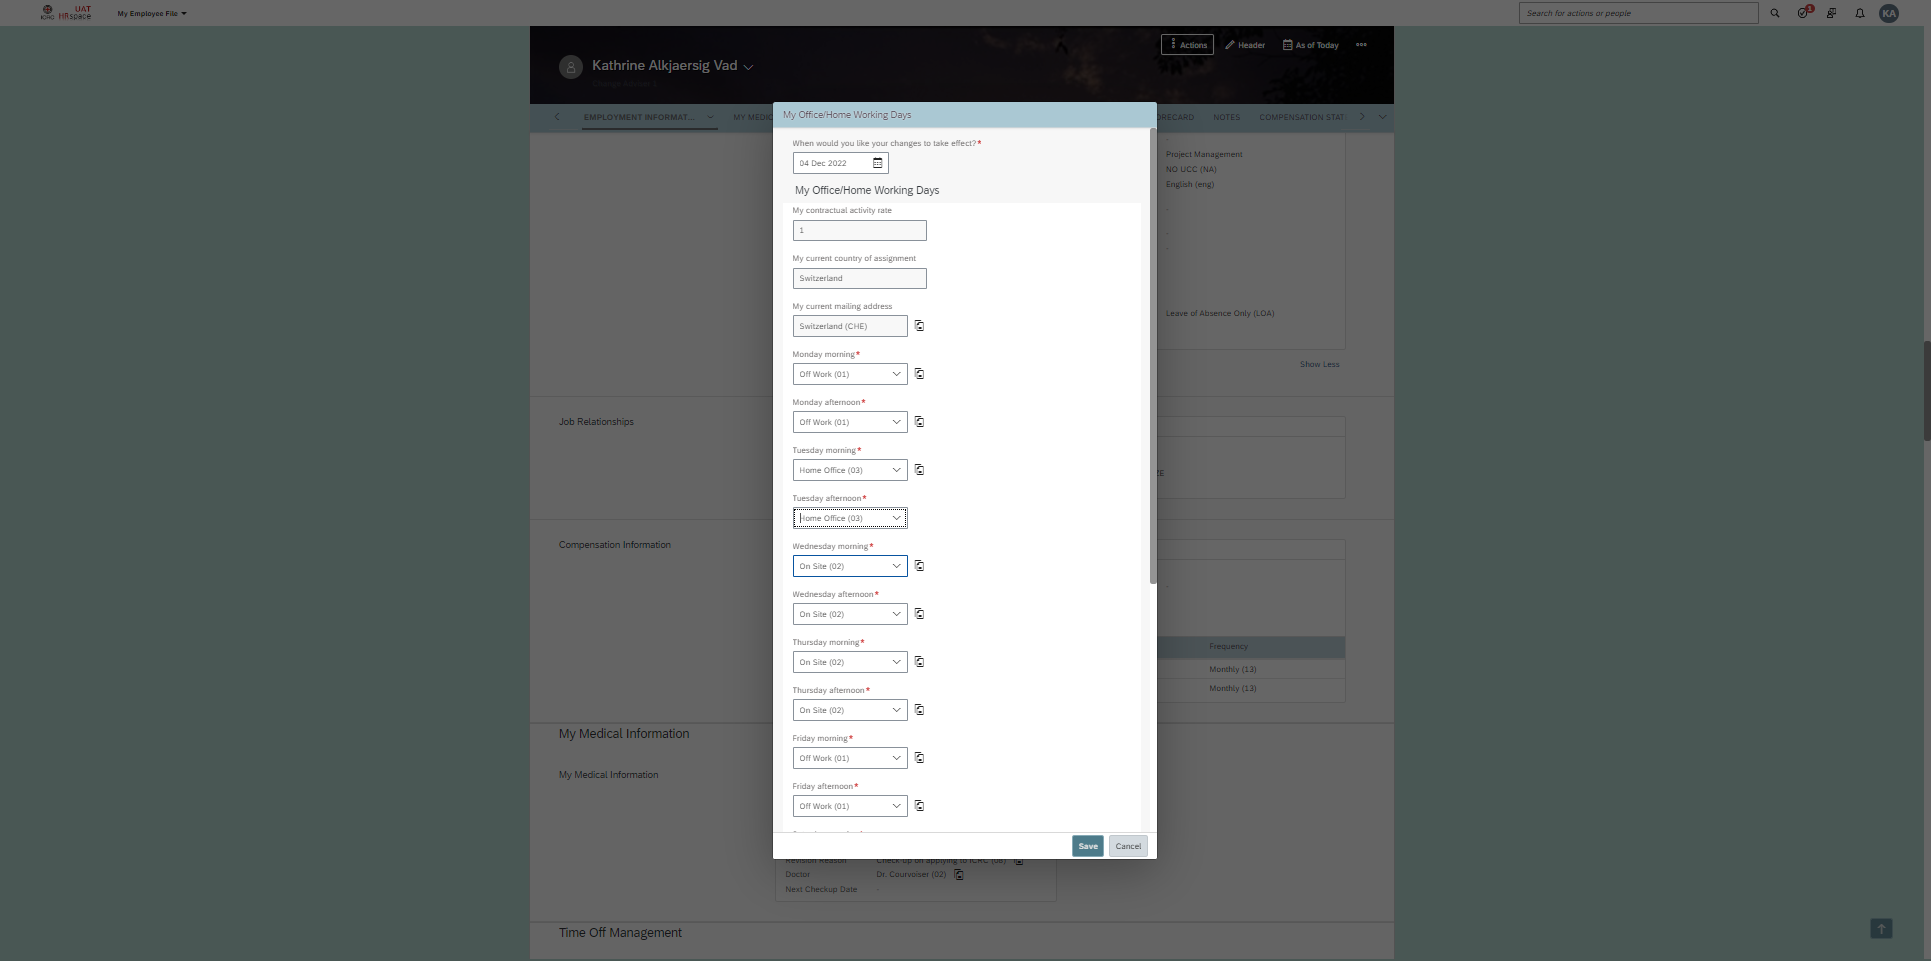 ICRC
UAT
HRspace
My Employee File
Search for actions or people
1
KA
Actions
Header
As of Today
Kathrine Alkjaersig Vad
EMPLOYMENT INFORMAT...
MY MEDIC
ORECARD
NOTES
COMPENSATION STAT
My Office/Home Working Days
When would you like your changes to take effect?*
04 Dec 2022
My Office/Home Working Days
My contractual activity rate
1
My current country of assignment
Switzerland
My current mailing address
Switzerland (CHE)
Monday morning*
Off Work (01)
Monday afternoon*
Off Work (01)
Tuesday morning*
Home Office (03)
Tuesday afternoon*
Home Office (03)
Wednesday morning*
On Site (02)
Wednesday afternoon*
On Site (02)
Thursday morning*
On Site (02)
Thursday afternoon*
On Site (02)
Friday morning*
Off Work (01)
Friday afternoon*
Off Work (01)
Save
Cancel
Project Management
NO UCC (NA)
English (eng)
Leave of Absence Only (LOA)
Show Less
Job Relationships
Compensation Information
Frequency
Monthly (13)
Monthly (13)
My Medical Information
My Medical Information
Revision Reason
Check up on applying to ICRC (06)
Doctor
Dr. Courvoiser (02)
Next Checkup Date
-
Time Off Management